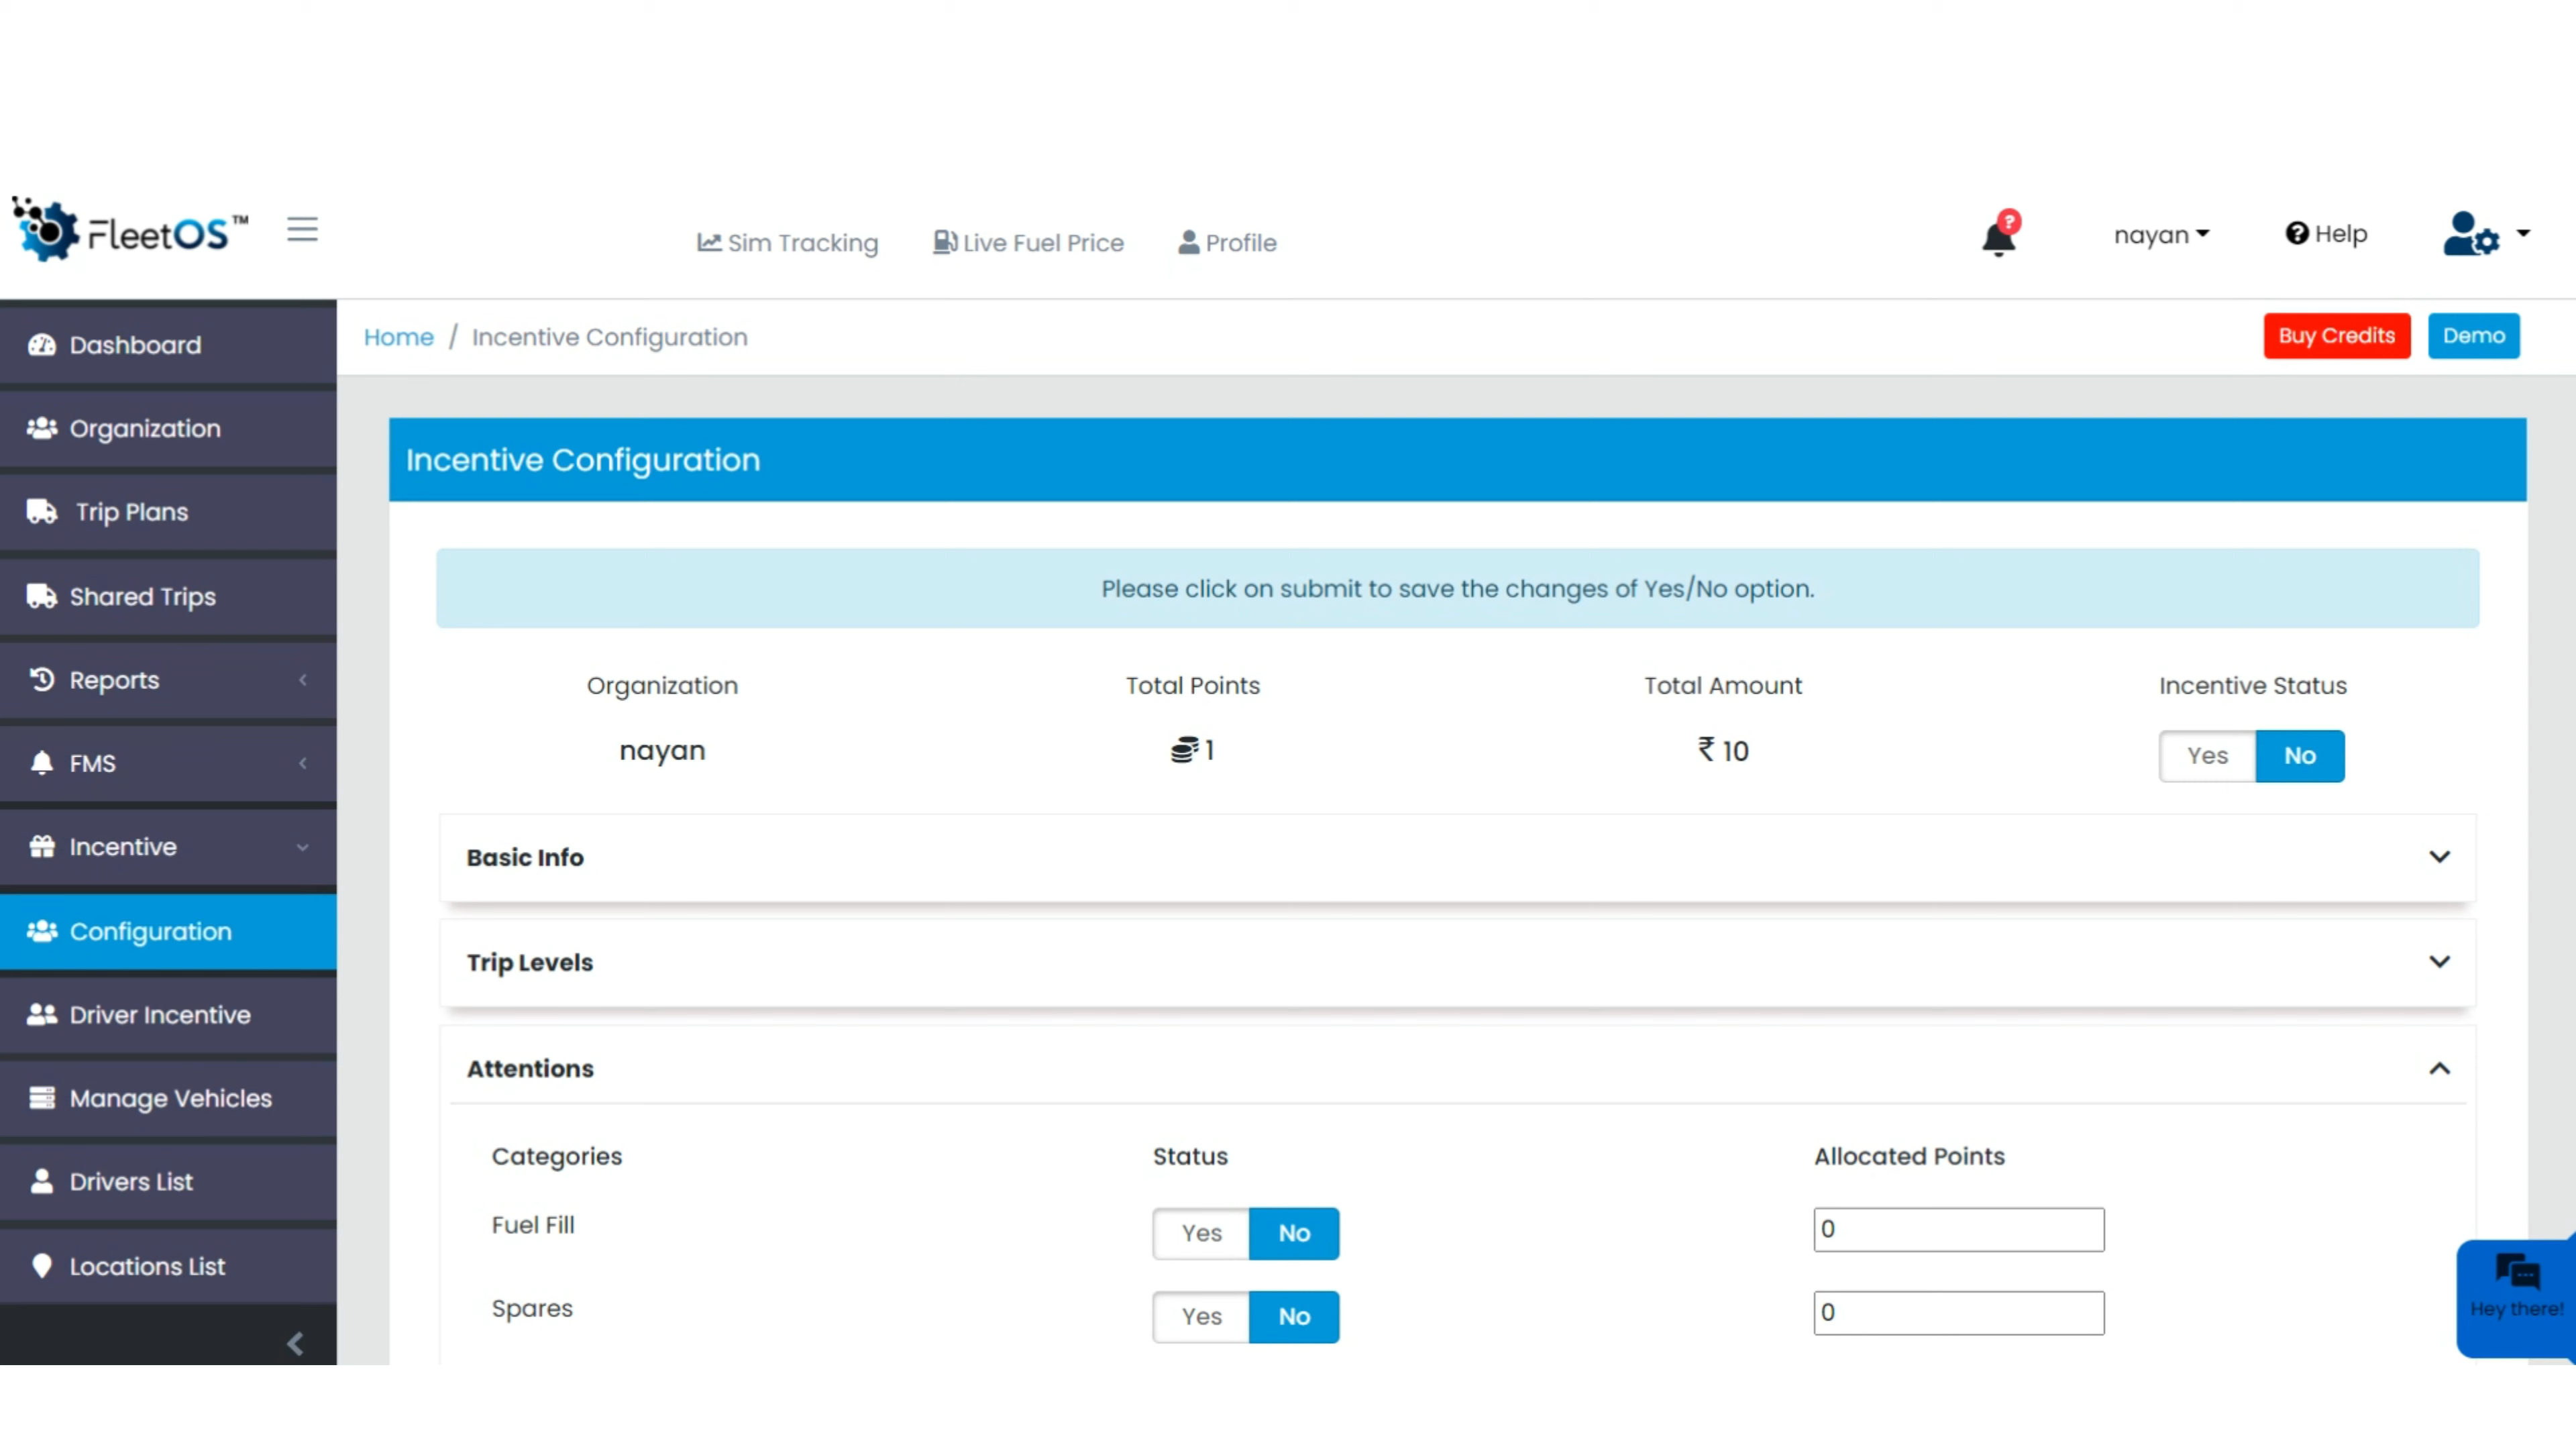 FleetOS™
Sim Tracking
Live Fuel Price
Profile
?
nayan
Help
Dashboard
Organization
Trip Plans
Shared Trips
Reports
FMS
Incentive
Configuration
Driver Incentive
Manage Vehicles
Drivers List
Locations List
Home / Incentive Configuration
Buy Credits
Demo
Incentive Configuration
Please click on submit to save the changes of Yes/No option.
Organization Total Points Total Amount Incentive Status
nayan 1 ₹ 10 Yes No
Basic Info
Trip Levels
Attentions
Categories Status Allocated Points
Fuel Fill Yes No 0
Spares Yes No 0
Hey there!